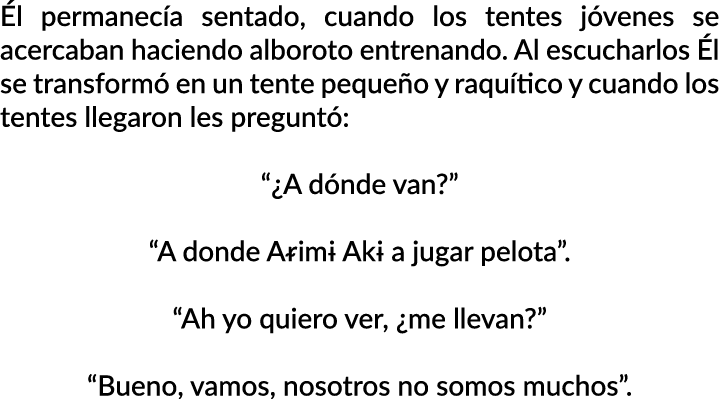 Él permanecía sentado, cuando los tentes jóvenes se
acercaban haciendo alboroto entrenando. Al escucharlos Él
se transformó en un tente pequeño y raquítico y cuando los
tentes llegaron les preguntó:
“¿A dónde van?”
“A donde Aɍimɨ Akɨ a jugar pelota”.
“Ah yo quiero ver, ¿me llevan?”
“Bueno, vamos, nosotros no somos muchos”.